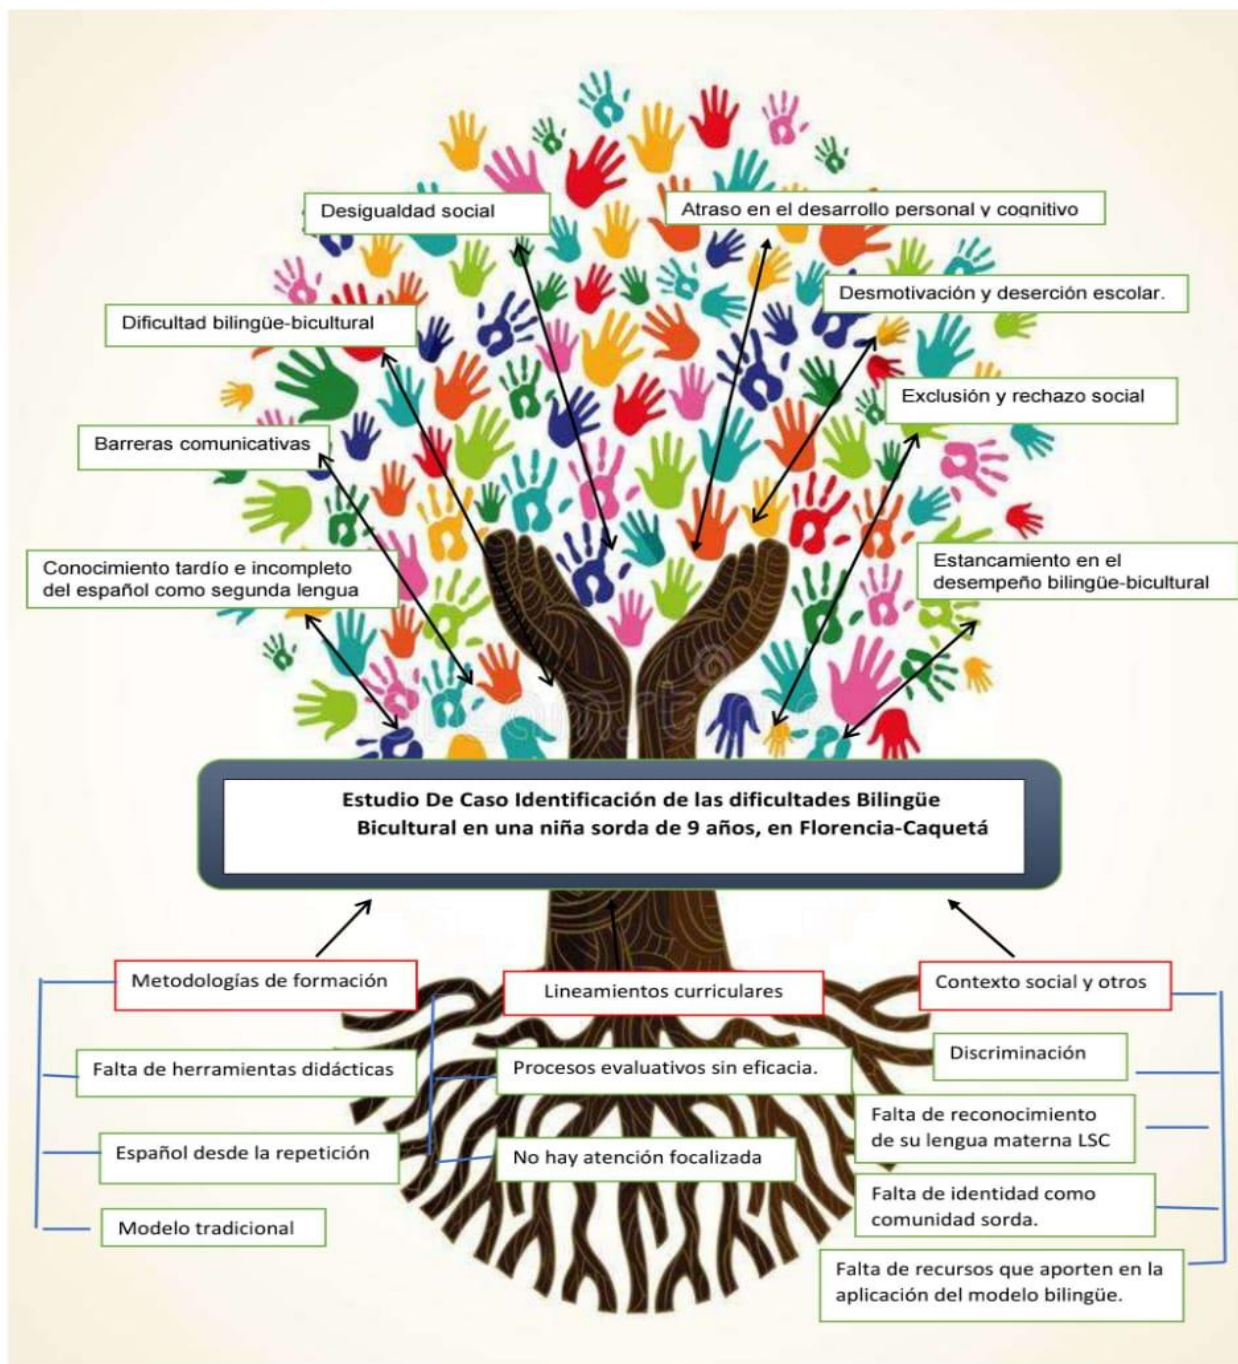 Desigualdad social
Atraso en el desarrollo personal y cognitivo
Desmotivación y deserción escolar.
Dificultad bilingüe-bicultural
Exclusión y rechazo social
Barreras comunicativas
Conocimiento tardío e incompleto
del español como segunda lengua
Estancamiento en el
desempeño bilingüe-bicultural
Estudio De Caso Identificación de las dificultades Bilingüe
Bicultural en una niña sorda de 9 años, en Florencia-Caquetá
Metodologías de formación
Lineamientos curriculares
Contexto social y otros
Falta de herramientas didácticas
Procesos evaluativos sin eficacia.
Discriminación
Español desde la repetición
No hay atención focalizada
Falta de reconocimiento
de su lengua materna LSC
Modelo tradicional
Falta de identidad como
comunidad sorda.
Falta de recursos que aporten en la
aplicación del modelo bilingüe.